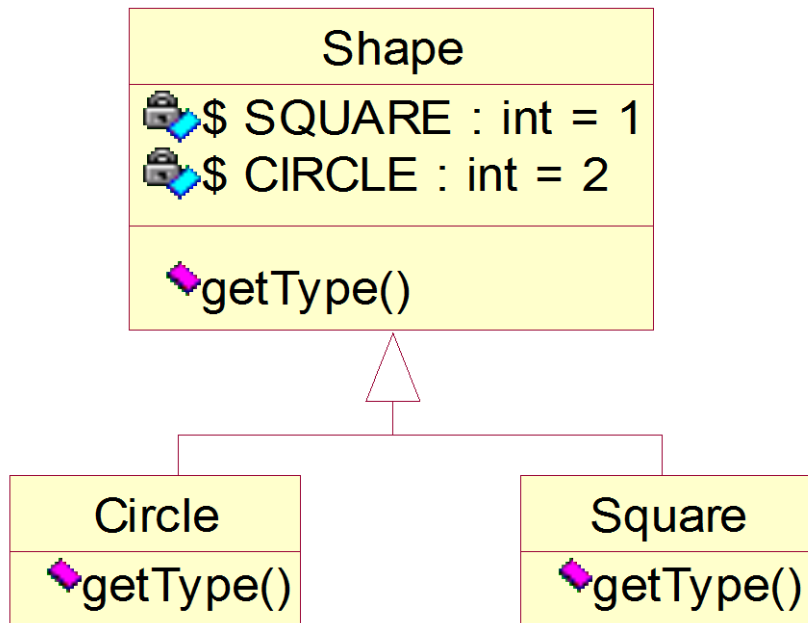 Shape
$ SQUARE : int = 1
$ CIRCLE : int = 2
getType()
Circle
getType()
Square
getType()